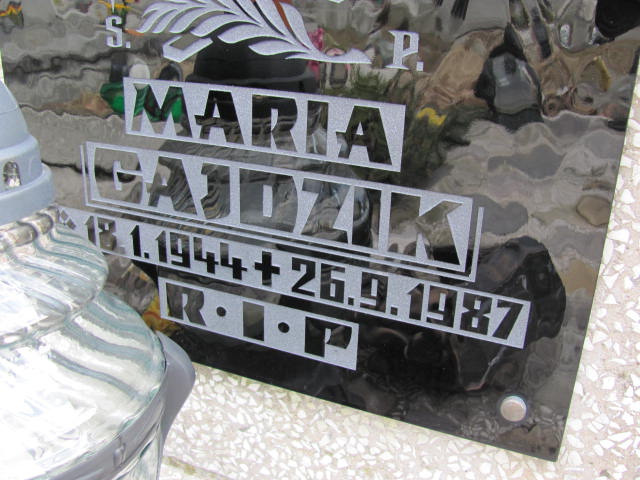 S. P.
MARIA
GAJDZIK
* 18.1.1944 + 26.9.1987
R·I·P